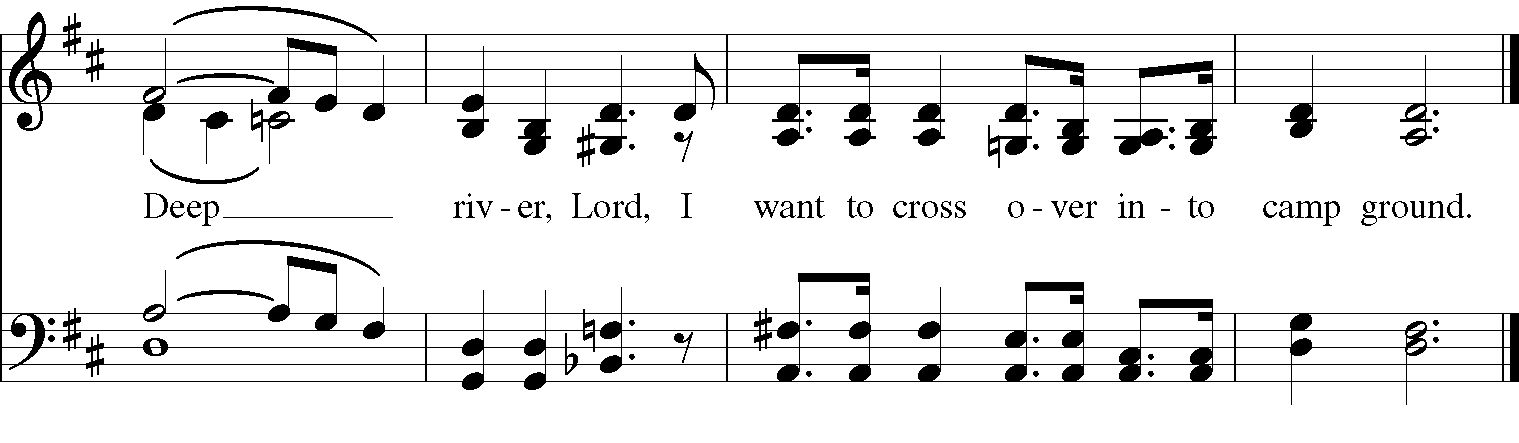 Deep riv - er, Lord, I want to cross o - ver in - to camp ground.